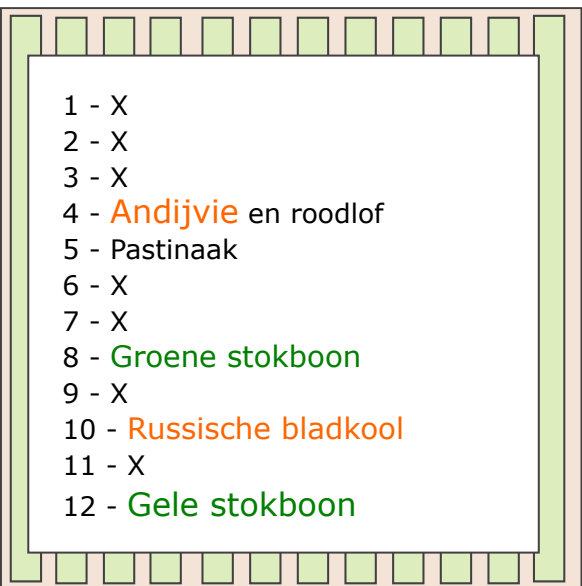 1 - X
2 - X
3 - X
4 - Andijvie en roodlof
5 - Pastinaak
6 - X
7 - X
8 - Groene stokboon
9 - X
10 - Russische bladkool
11 - X
12 - Gele stokboon